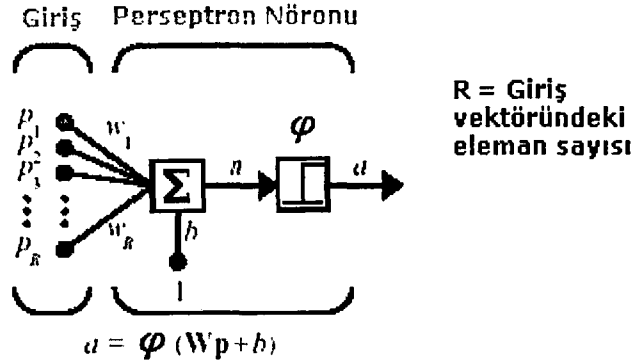 Giriş Perseptron Nöronu
R = Giriş
vektöründeki
eleman sayısı
φ
p1 w1
p2
p3
Σ n a
pR wR b
1
a = φ (Wp+b)